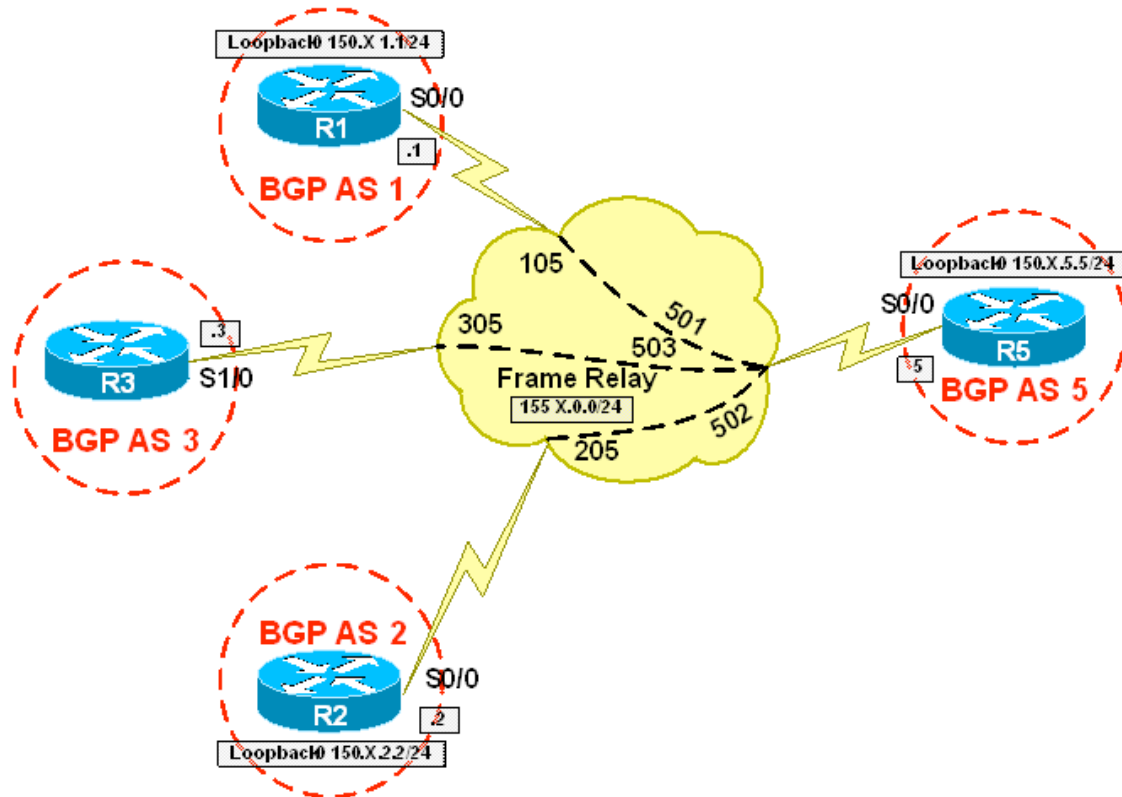 Loopback0 150.X 1.1/24
S0/0
R1
.1
BGP AS 1
105
501
Loopback0 150.X.5.5/24
S0/0
R5
.5
BGP AS 5
.3
R3
S1/0
BGP AS 3
305
503
Frame Relay
155 X.0.0/24
502
205
BGP AS 2
S0/0
R2
.2
Loopback0 150.X.2.2/24